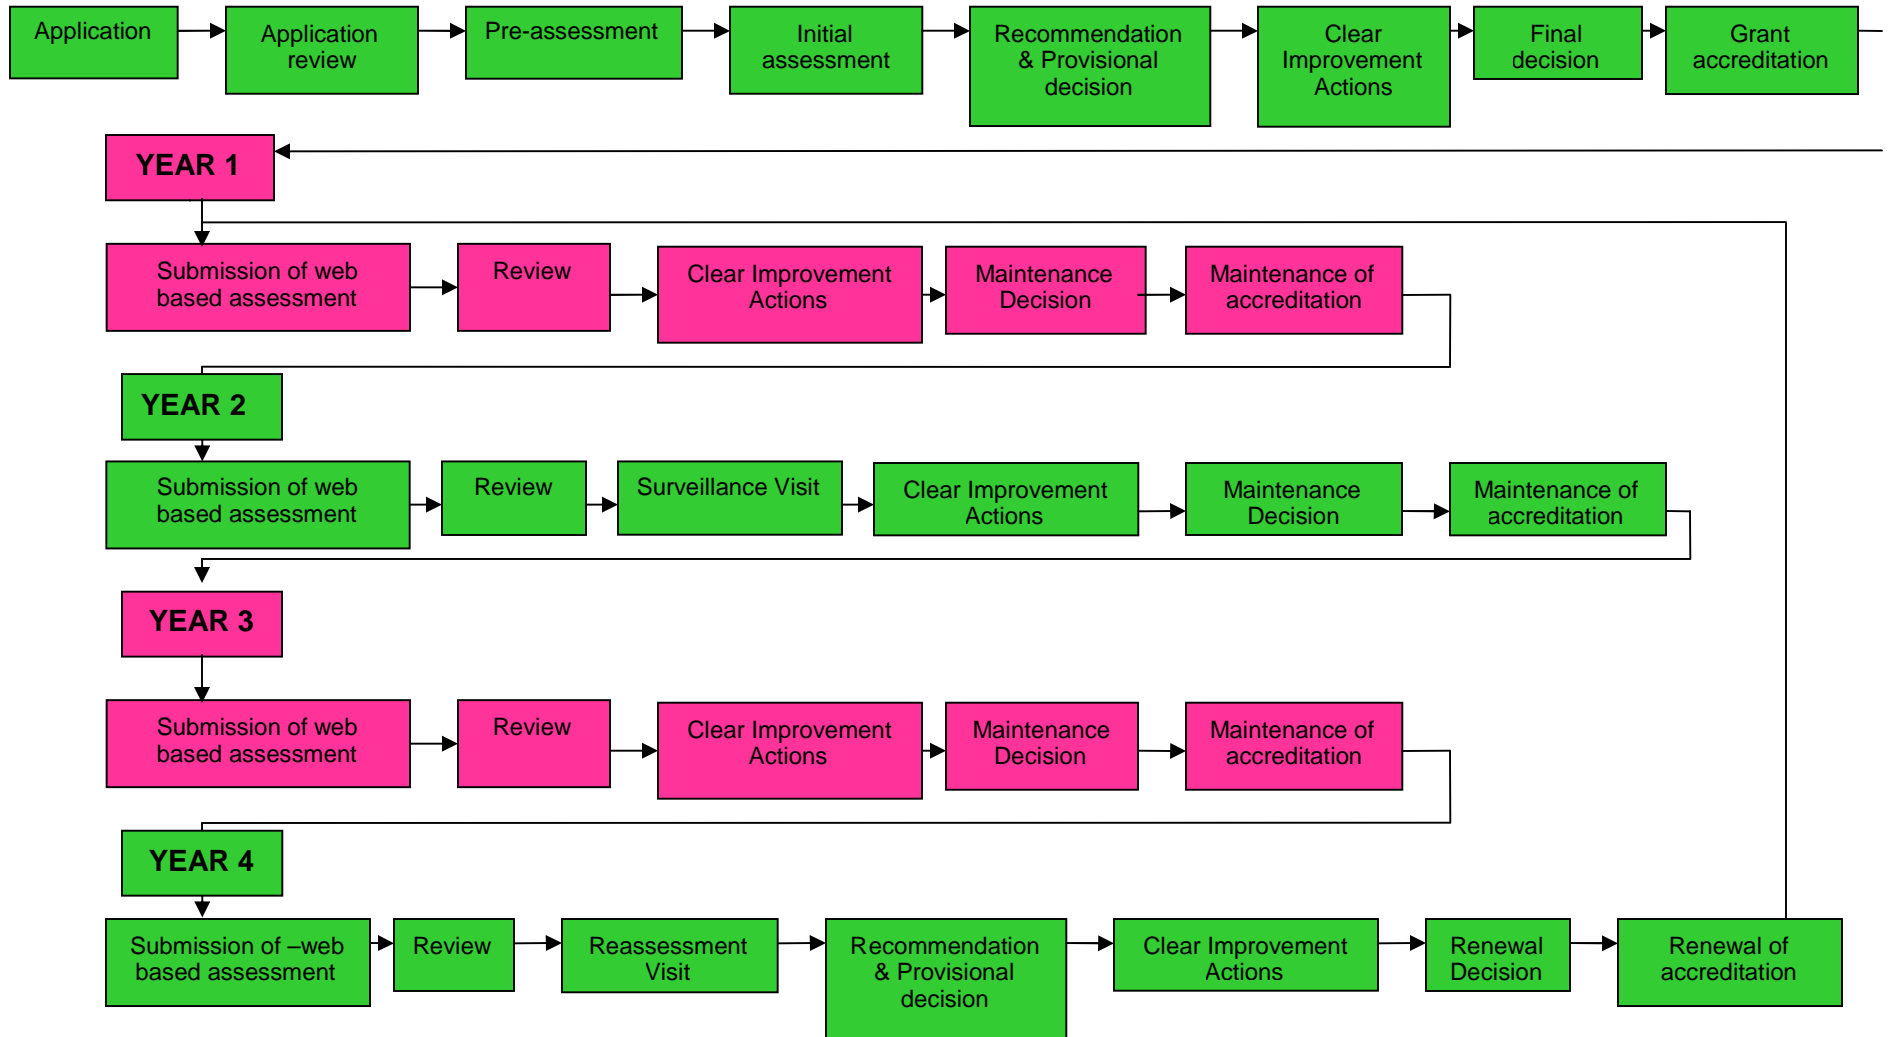 Application
Application
review
Pre-assessment
Initial
assessment
Recommendation
& Provisional
decision
Clear
Improvement
Actions
Final
decision
Grant
accreditation
YEAR 1
Submission of web
based assessment
Review
Clear Improvement
Actions
Maintenance
Decision
Maintenance of
accreditation
YEAR 2
Submission of web
based assessment
Review
Surveillance Visit
Clear Improvement
Actions
Maintenance
Decision
Maintenance of
accreditation
YEAR 3
Submission of web
based assessment
Review
Clear Improvement
Actions
Maintenance
Decision
Maintenance of
accreditation
YEAR 4
Submission of –web
based assessment
Review
Reassessment
Visit
Recommendation
& Provisional
decision
Clear Improvement
Actions
Renewal
Decision
Renewal of
accreditation